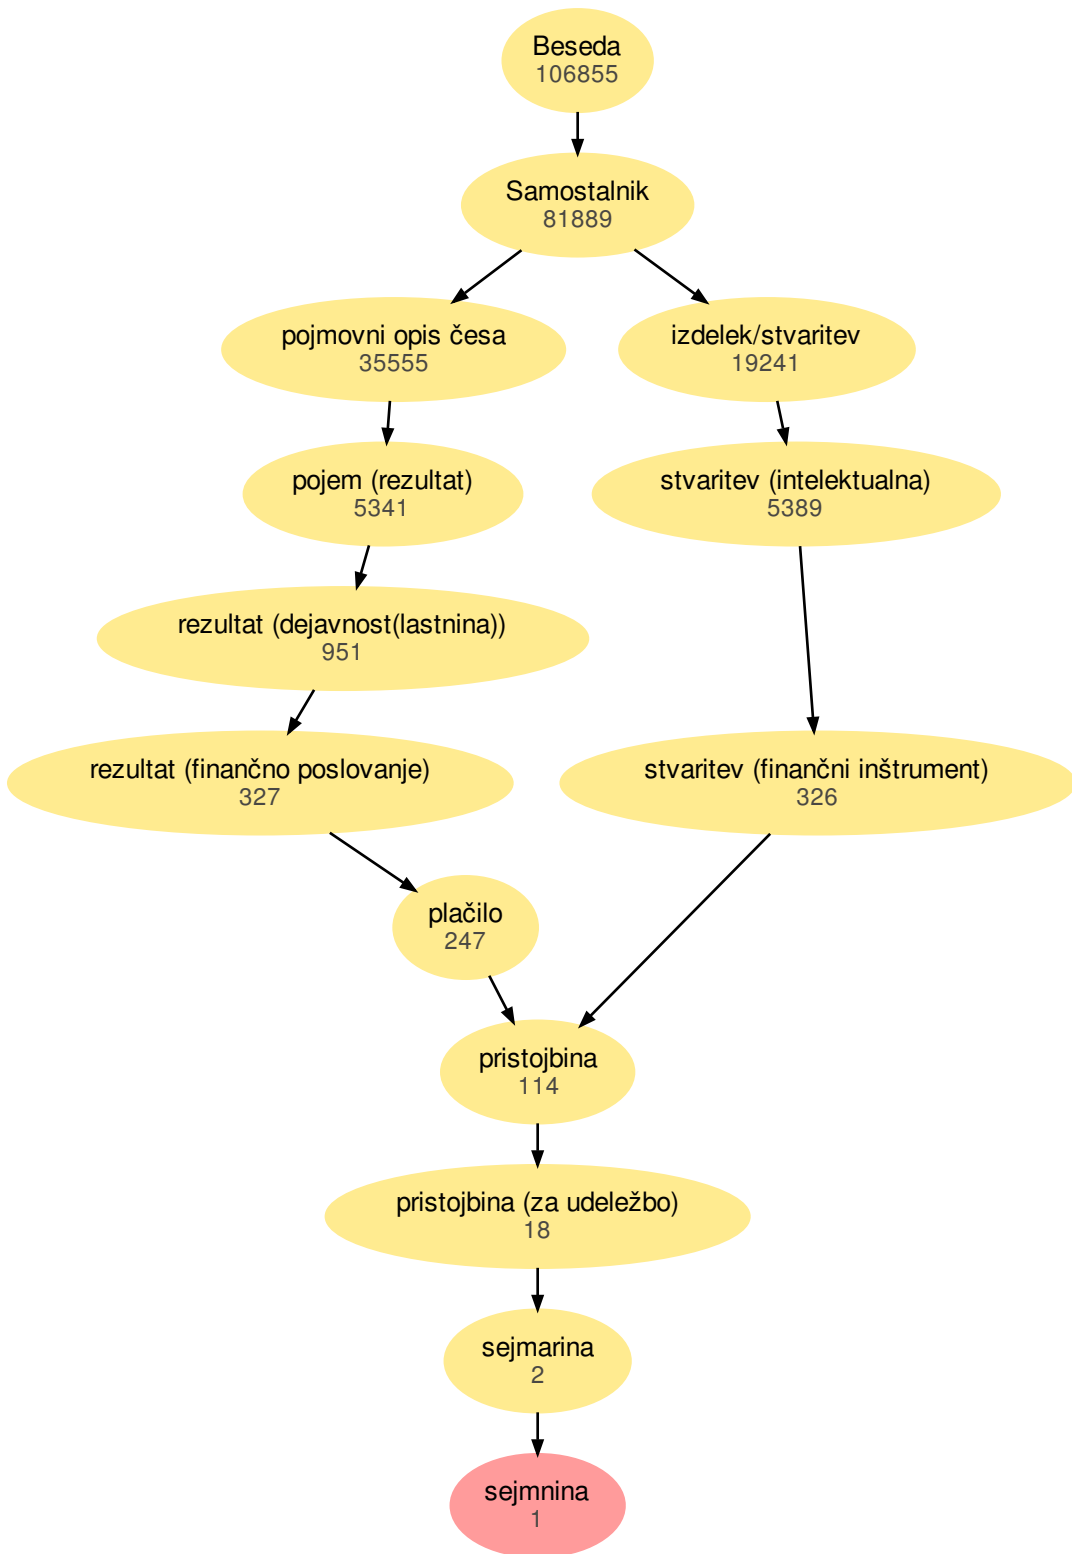 Beseda
106855
Samostalnik
81889
pojmovni opis česa
35555
izdelek/stvaritev
19241
pojem (rezultat)
5341
stvaritev (intelektualna)
5389
rezultat (dejavnost(lastnina))
951
rezultat (finančno poslovanje)
327
stvaritev (finančni inštrument)
326
plačilo
247
pristojbina
114
pristojbina (za udeležbo)
18
sejmarina
2
sejmnina
1